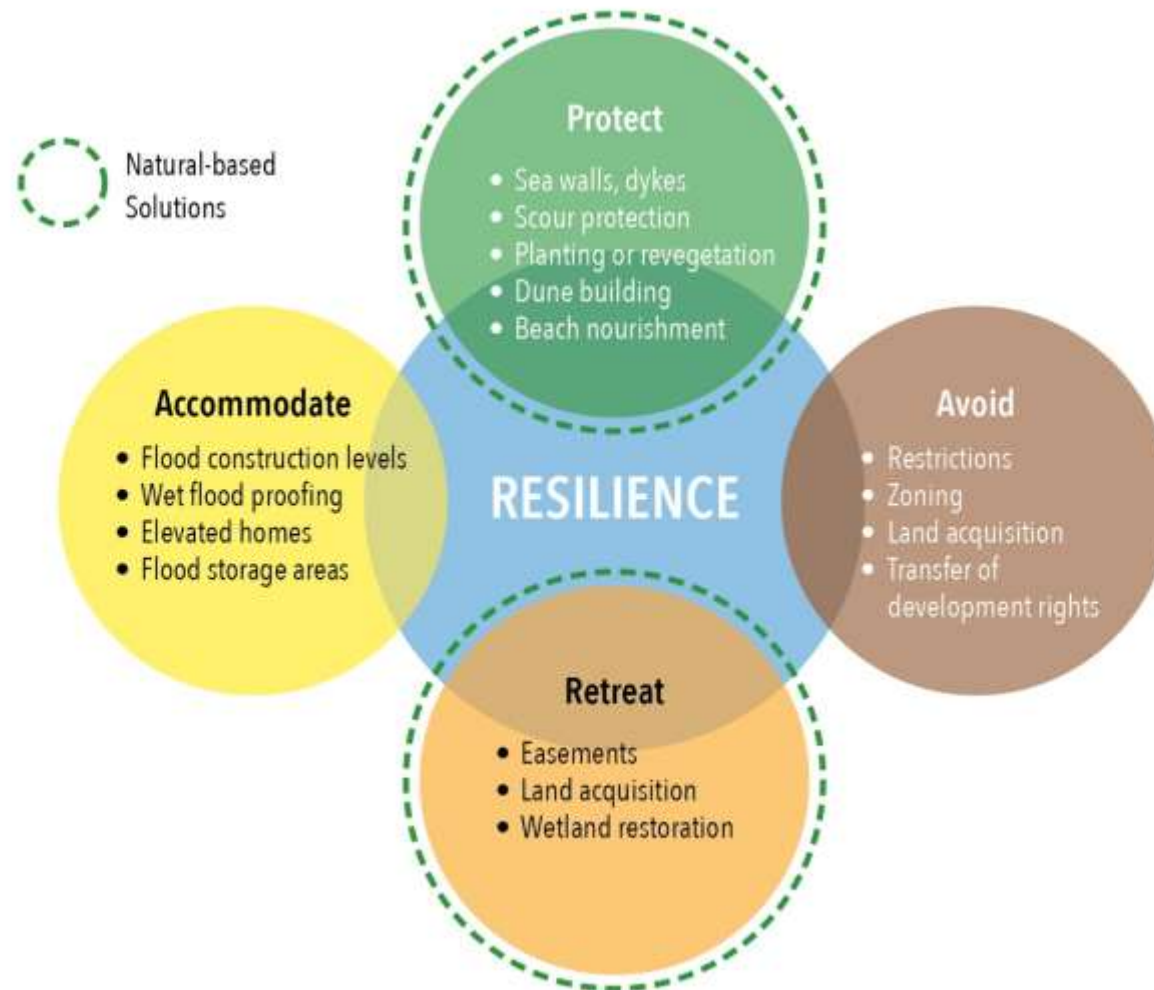 Natural-based
Solutions
Protect
• Sea walls, dykes
• Scour protection
• Planting or revegetation
• Dune building
• Beach nourishment
Accommodate
• Flood construction levels
• Wet flood proofing
• Elevated homes
• Flood storage areas
RESILIENCE
Avoid
• Restrictions
• Zoning
• Land acquisition
• Transfer of
development rights
Retreat
• Easements
• Land acquisition
• Wetland restoration